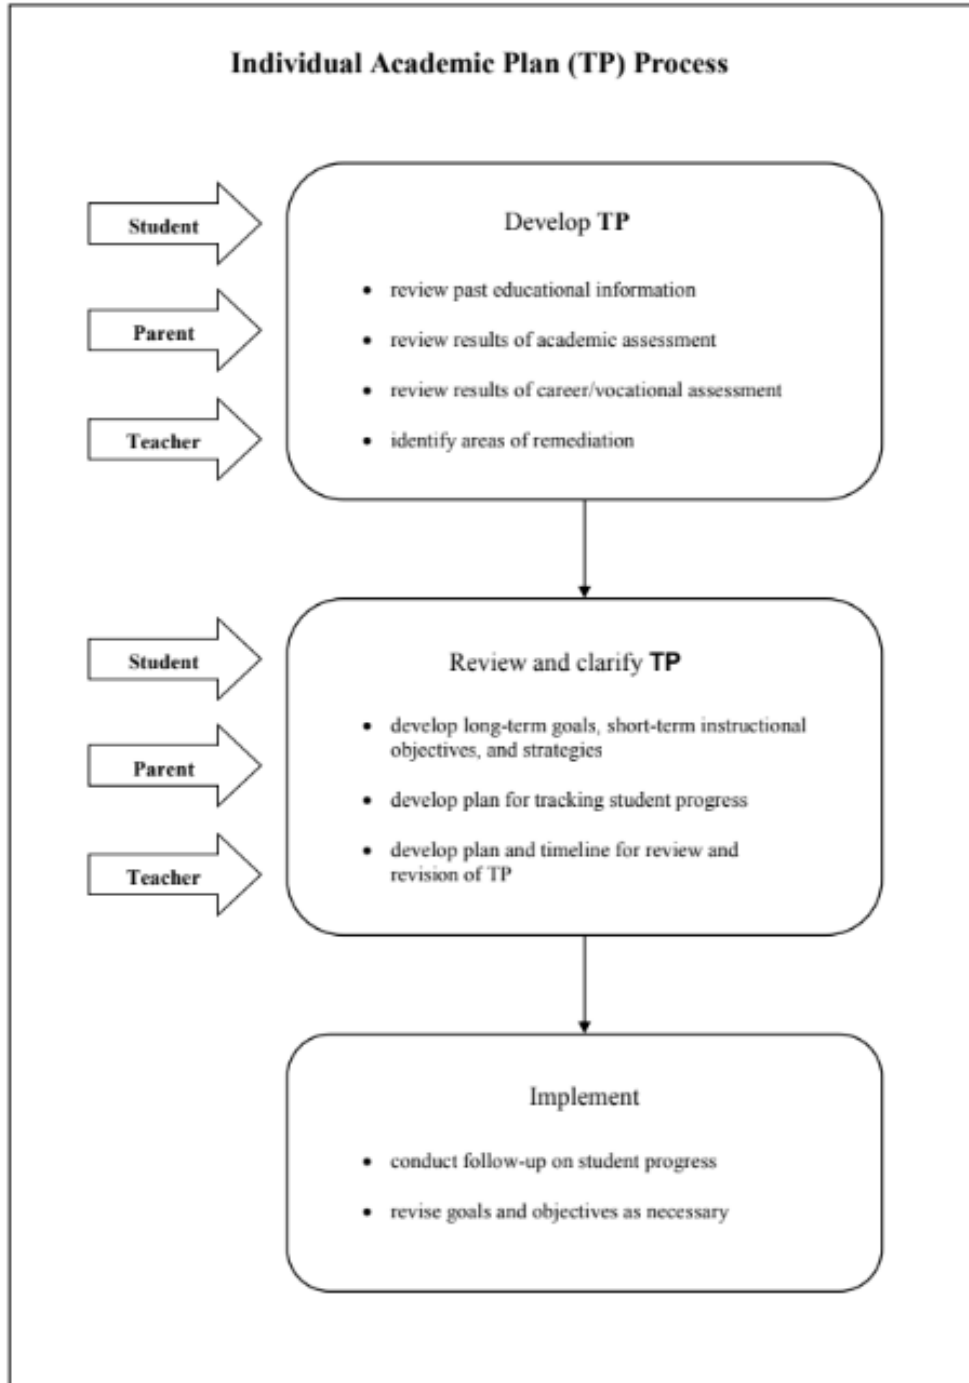 Individual Academic Plan (TP) Process
Student
Parent
Teacher
Develop TP
• review past educational information
• review results of academic assessment
• review results of career/vocational assessment
• identify areas of remediation
Student
Parent
Teacher
Review and clarify TP
• develop long-term goals, short-term instructional
objectives, and strategies
• develop plan for tracking student progress
• develop plan and timeline for review and
revision of TP
Implement
• conduct follow-up on student progress
• revise goals and objectives as necessary